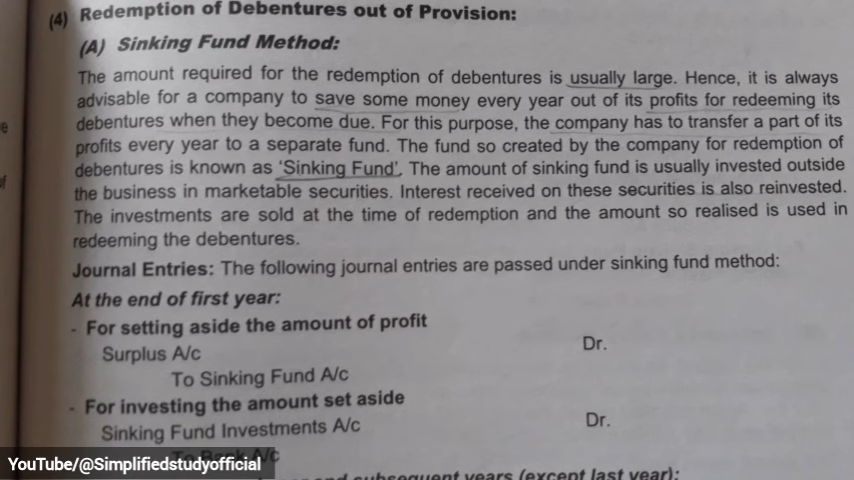 (4) Redemption of Debentures out of Provision:
(A) Sinking Fund Method:
The amount required for the redemption of debentures is usually large. Hence, it is always
advisable for a company to save some money every year out of its profits for redeeming its
debentures when they become due. For this purpose, the company has to transfer a part of its
profits every year to a separate fund. The fund so created by the company for redemption of
debentures is known as 'Sinking Fund'. The amount of sinking fund is usually invested outside
the business in marketable securities. Interest received on these securities is also reinvested.
The investments are sold at the time of redemption and the amount so realised is used in
redeeming the debentures.
Journal Entries: The following journal entries are passed under sinking fund method:
At the end of first year:
- For setting aside the amount of profit
Surplus A/c Dr.
To Sinking Fund A/c
- For investing the amount set aside
Sinking Fund Investments A/c Dr.
To Bank A/c
YouTube/@Simplifiedstudyofficial
and subsequent years (except last year):